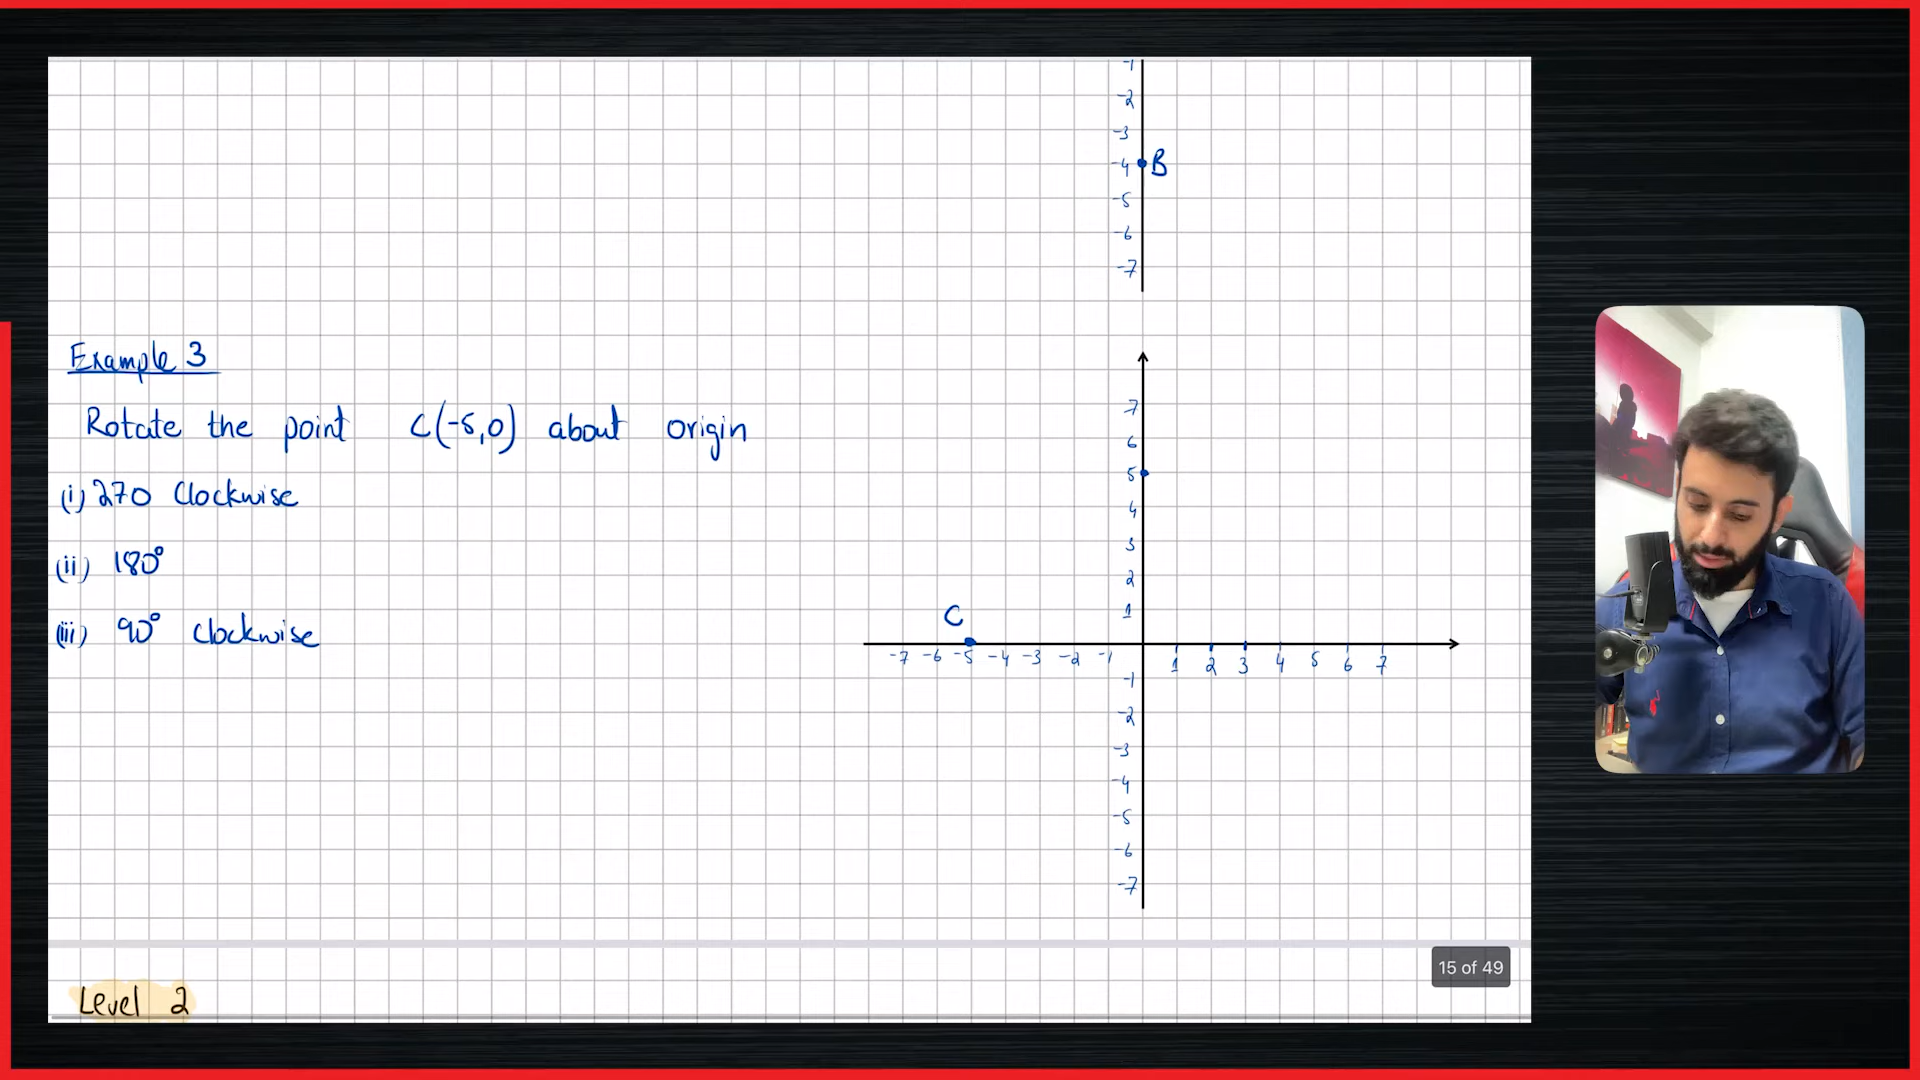 -1
-2
-3
-4 B
-5
-6
-7
Example 3
Rotate the point C(-5,0) about origin
(i) 270 Clockwise
(ii) 180°
(iii) 90° clockwise
7
6
5
4
3
2
1
C
-7 -6 -5 -4 -3 -2 -1 1 2 3 4 5 6 7
-1
-2
-3
-4
-5
-6
-7
15 of 49
Level 2